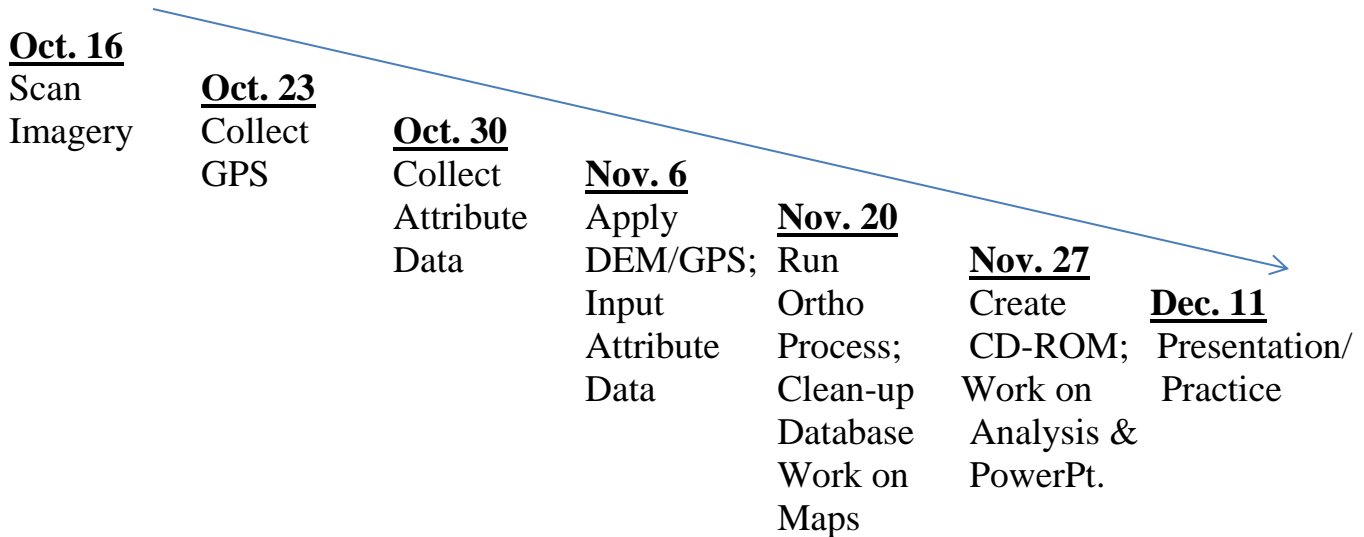 Oct. 16
Scan
Imagery
Oct. 23
Collect
GPS
Oct. 30
Collect
Attribute
Data
Nov. 6
Apply
DEM/GPS;
Input
Attribute
Data
Nov. 20
Run
Ortho
Process;
Clean-up
Database
Work on
Maps
Nov. 27
Create
CD-ROM;
Work on
Analysis &
PowerPt.
Dec. 11
Presentation/
Practice